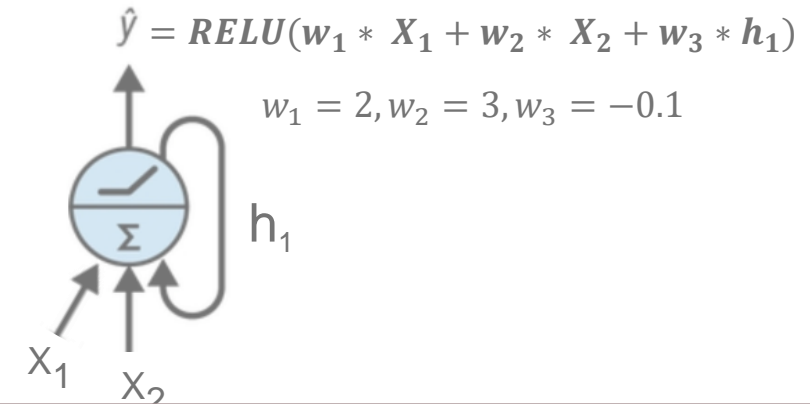 ŷ = RELU(w₁ * X₁ + w₂ * X₂ + w₃ * h₁)
w₁ = 2, w₂ = 3, w₃ = −0.1
Σ
h₁
X₁
X₂